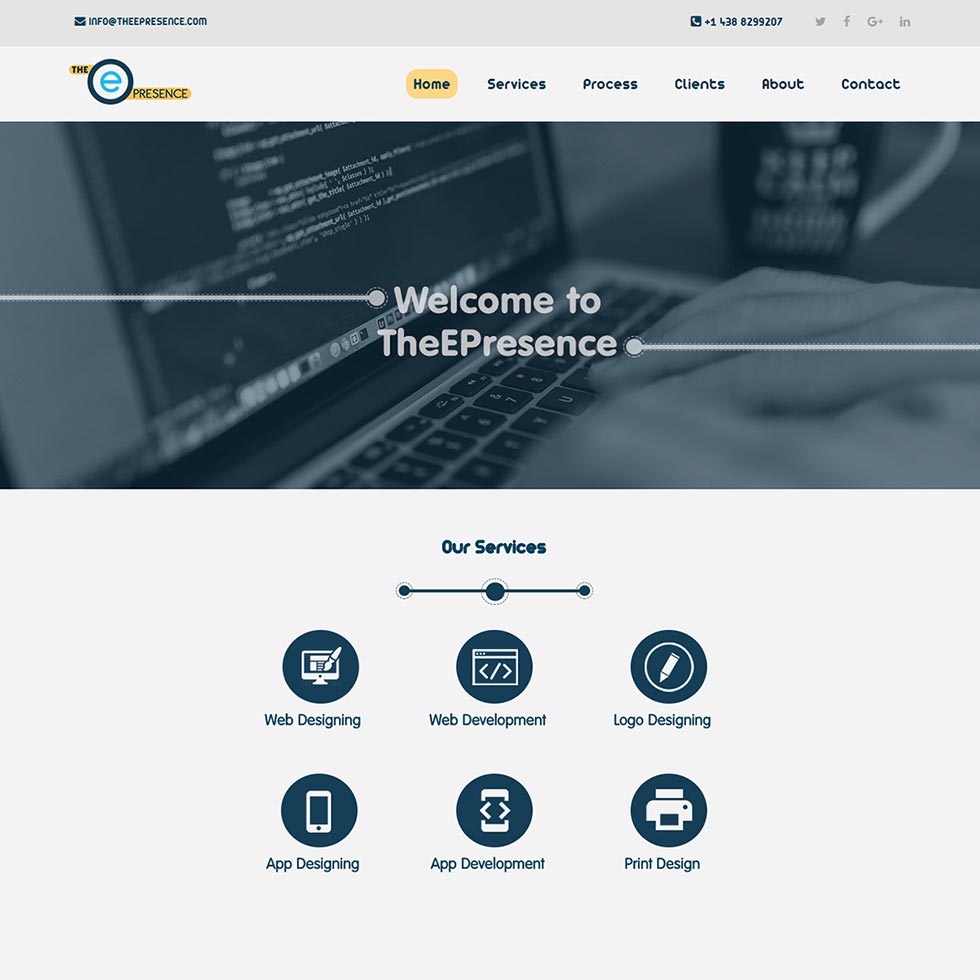 INFO@THEEPRESENCE.COM
+1 438 8299207
THE
e
PRESENCE
Home
Services
Process
Clients
About
Contact
Welcome to
TheEPresence
Our Services
Web Designing
Web Development
Logo Designing
App Designing
App Development
Print Design